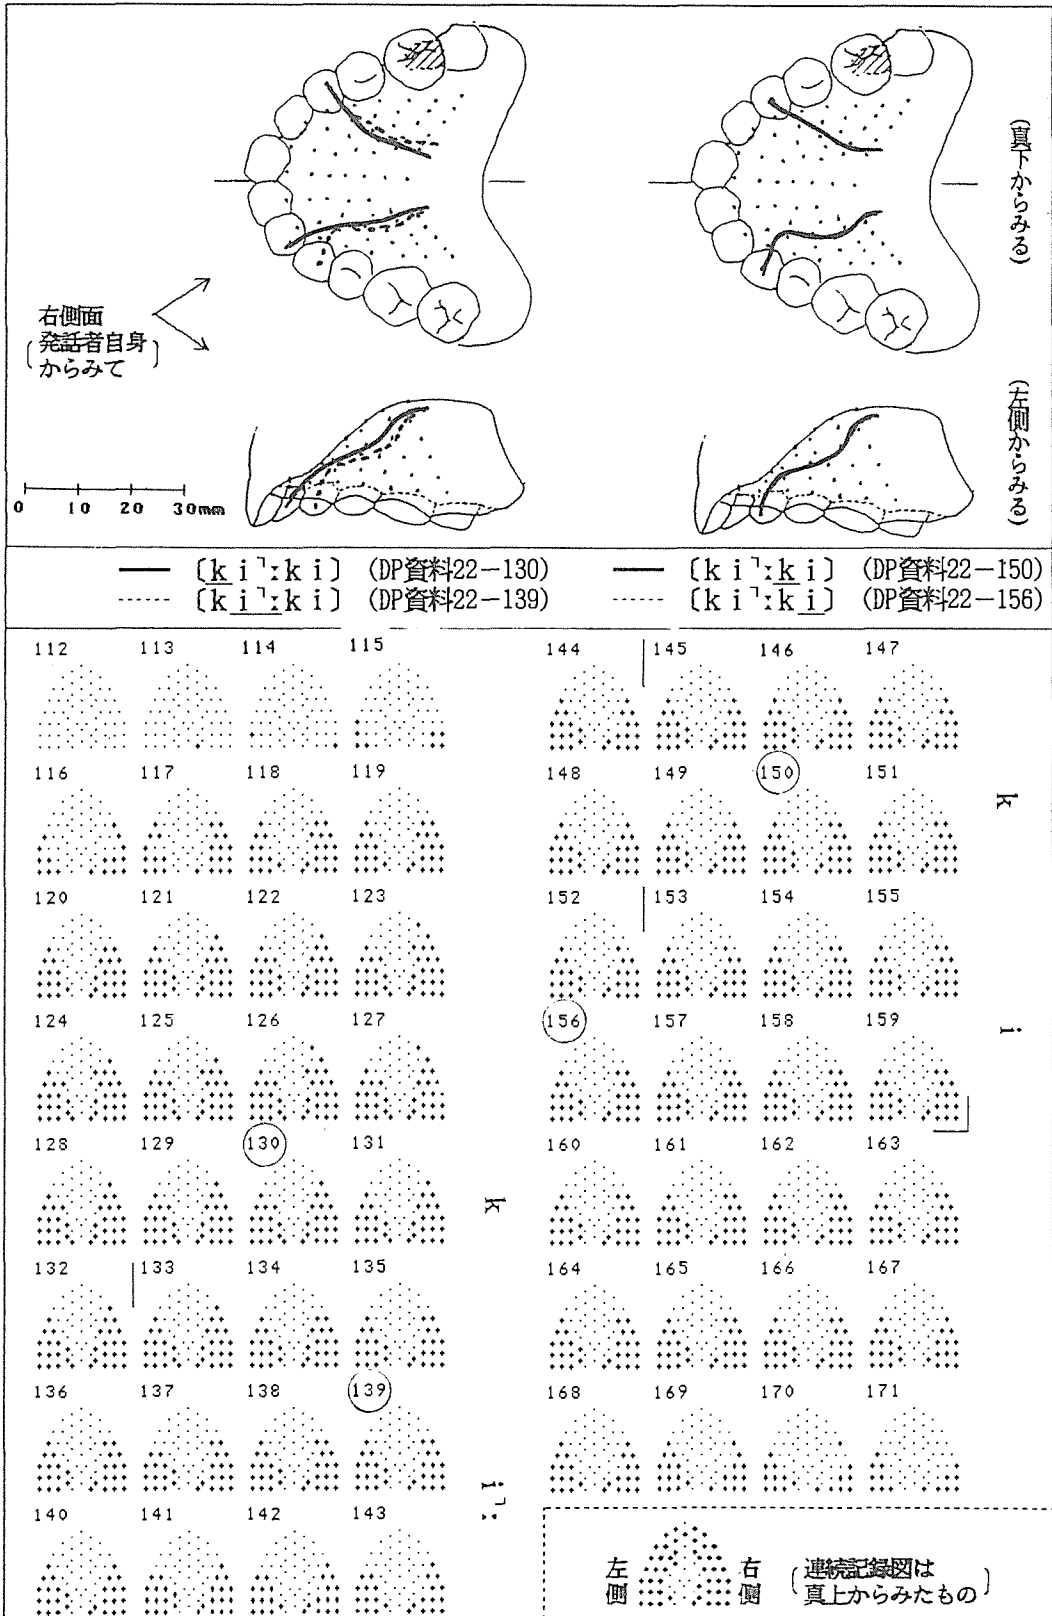 (真下からみる)
右側面
〔発話者自身からみて〕
(左側からみる)
0 10 20 30mm
—— 〔ki˺ːki〕 (DP資料22−130)
------ 〔ki˺ːki〕 (DP資料22−139)
—— 〔ki˺ːki〕 (DP資料22−150)
------ 〔ki˺ːki〕 (DP資料22−156)
112 113 114 115
116 117 118 119
120 121 122 123
124 125 126 127
128 129 130 131
k
132 133 134 135
136 137 138 139
i˺ː
140 141 142 143
144 145 146 147
148 149 150 151
k
152 153 154 155
156 157 158 159
i
160 161 162 163
164 165 166 167
168 169 170 171
左側
右側
〔連続記録図は
真上からみたもの〕